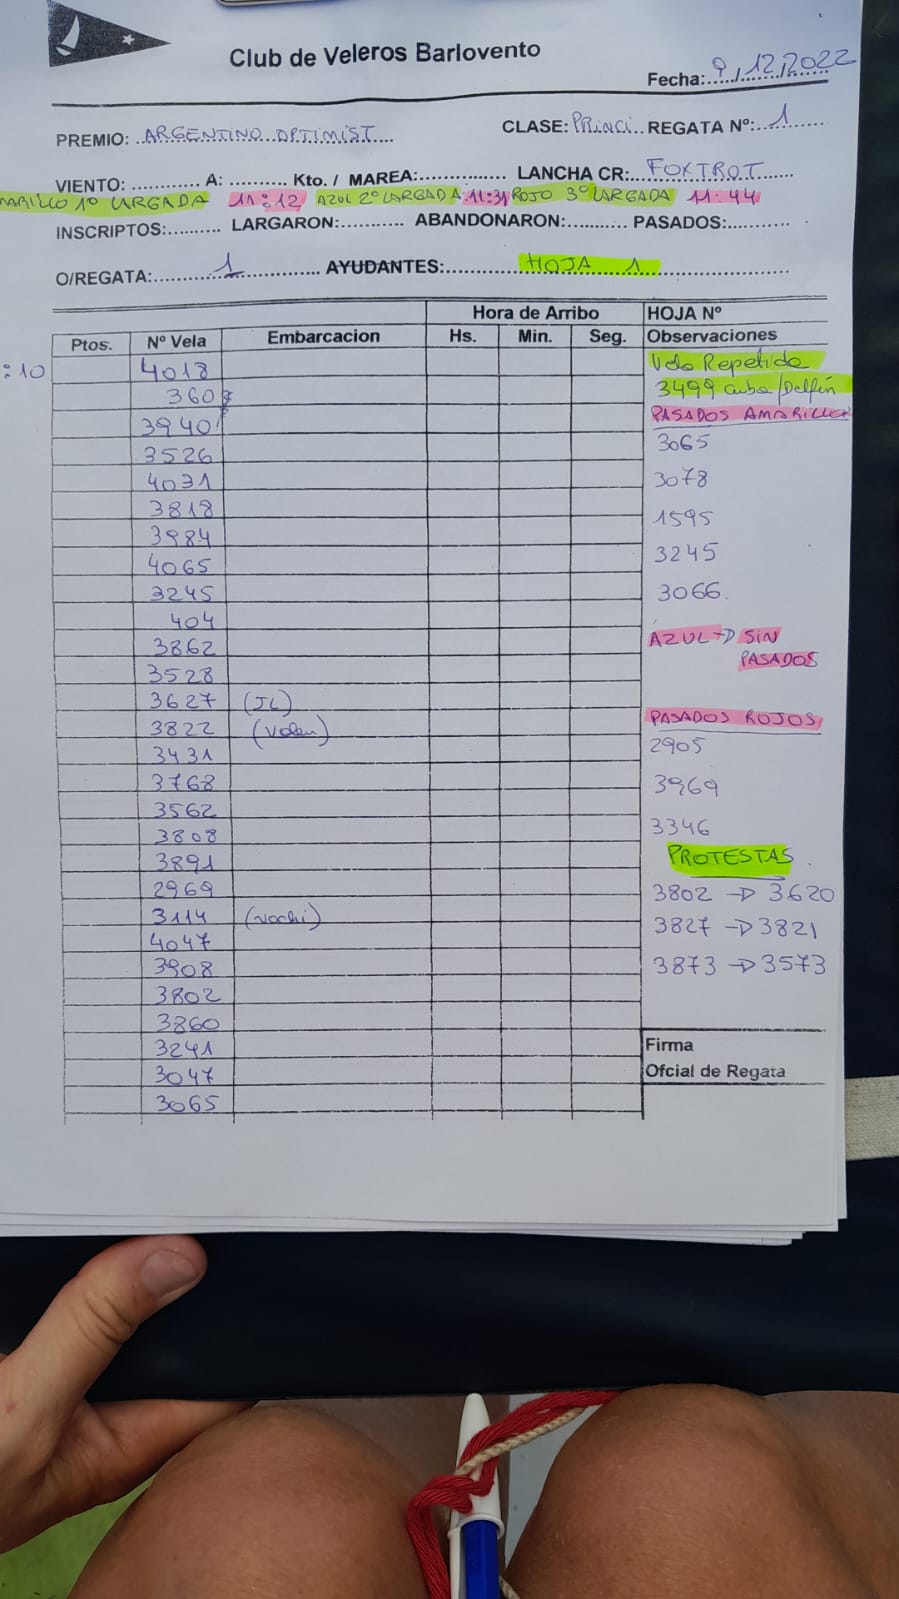 Club de Veleros Barlovento
Fecha: 9/12/2022
PREMIO: ARGENTINO OPTIMIST
CLASE: PRINCI REGATA Nº: 1
VIENTO: ............ A: .......... Kto. / MAREA: ............... LANCHA CR: FOXTROT
MARILLO 1º LARGADA 11:12 AZUL 2º LARGADA :11:31 ROJO 3º LARGADA 11:44
INSCRIPTOS:.......... LARGARON:............ ABANDONARON:............ PASADOS:............
O/REGATA: 1 AYUDANTES: HOJA 1
Hora de Arribo HOJA Nº
Ptos. Nº Vela Embarcacion Hs. Min. Seg. Observaciones
:10 4018 Vela Repetida
360 3499 Cuba/Delfín
3940 PASADOS AMARILLO
3526 3065
4031 3078
3818
3984 1595
4065 3245
3245 3066
404
3862 AZUL → SIN
3528 PASADOS
3627 (JL)
3822 PASADOS ROJOS
3431 2905
3768 3969
3562
3808 3346
3891 PROTESTAS
2969 3802 → 3620
3114 3827 → 3821
4047
3908 3873 → 3573
3802
3860
3241 Firma
3047 Ofcial de Regata
3065